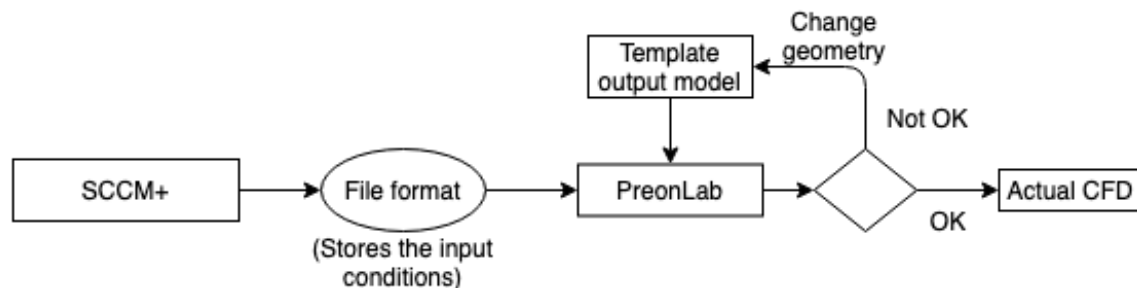 Change
geometry
Template
output model
Not OK
SCCM+
File format
PreonLab
Actual CFD
OK
(Stores the input
conditions)